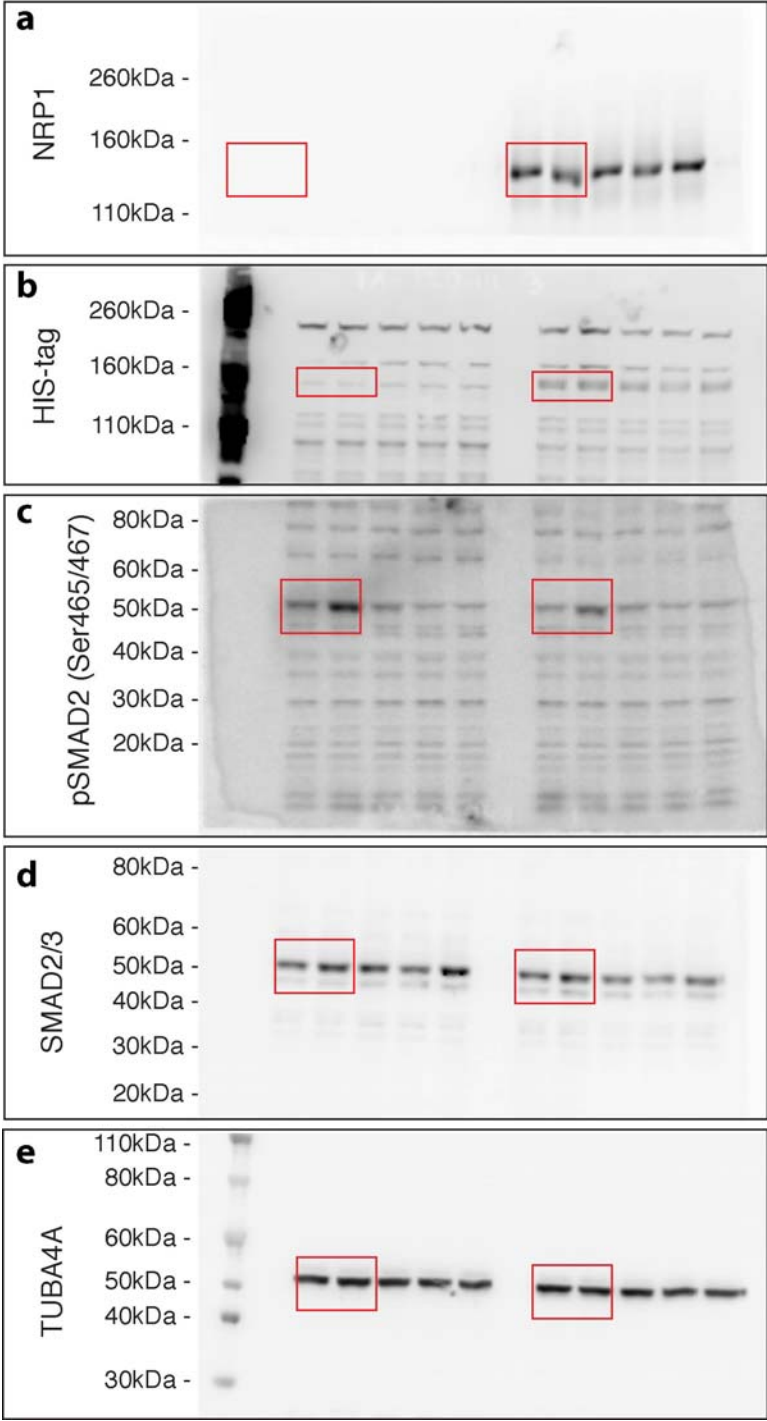 a
NRP1
260kDa -
160kDa -
110kDa -
b
HIS-tag
260kDa -
160kDa -
110kDa -
c
pSMAD2 (Ser465/467)
80kDa -
60kDa -
50kDa -
40kDa -
30kDa -
20kDa -
d
SMAD2/3
80kDa -
60kDa -
50kDa -
40kDa -
30kDa -
20kDa -
e
TUBA4A
110kDa -
80kDa -
60kDa -
50kDa -
40kDa -
30kDa -